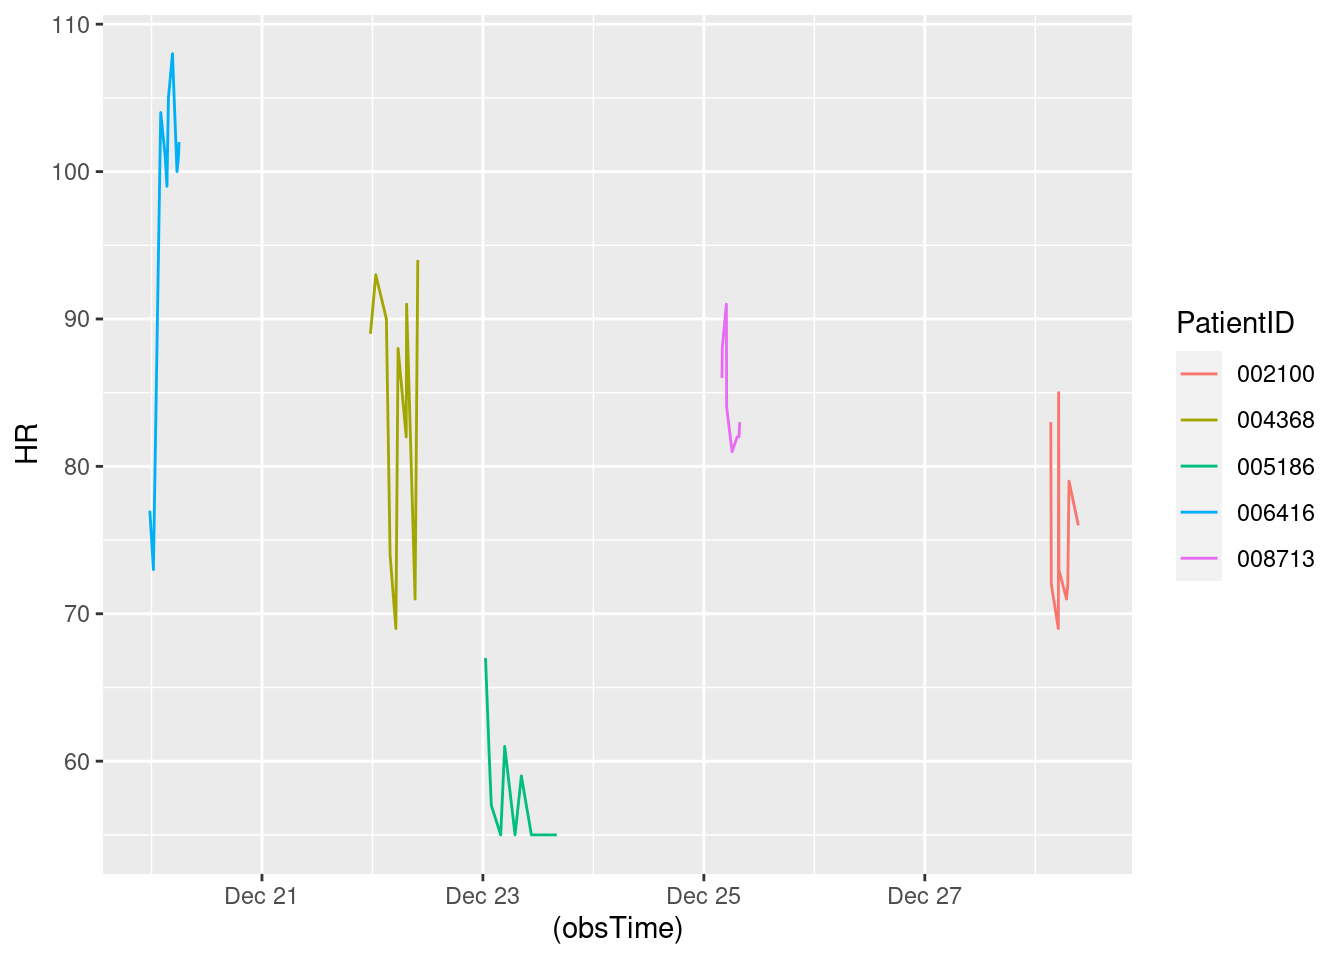 110
100
90
80
70
60
HR
Dec 21
Dec 23
Dec 25
Dec 27
(obsTime)
PatientID
002100
004368
005186
006416
008713